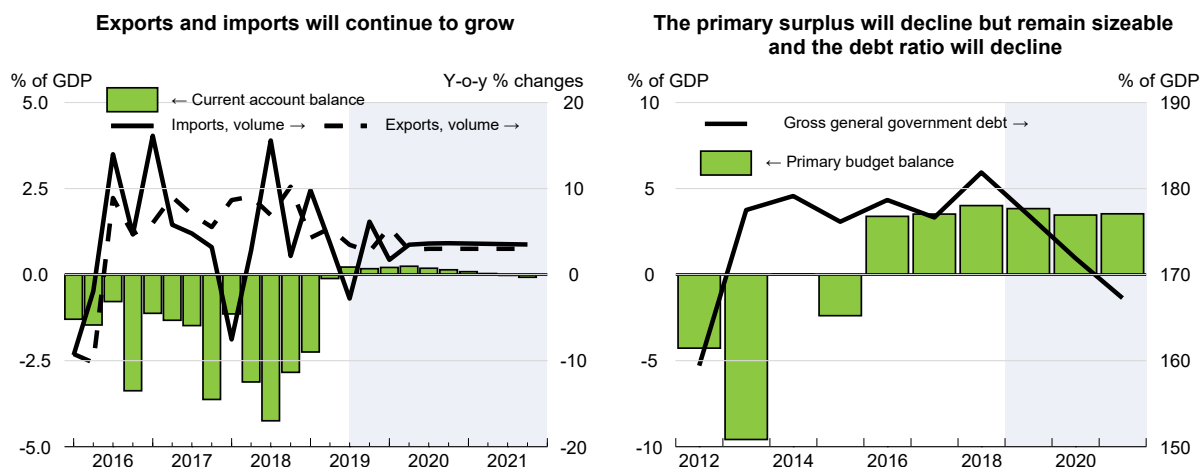 Exports and imports will continue to grow
% of GDP
Y-o-y % changes
← Current account balance
Imports, volume →
Exports, volume →
5.0
2.5
0.0
-2.5
-5.0
20
10
0
-10
-20
2016
2017
2018
2019
2020
2021
The primary surplus will decline but remain sizeable
and the debt ratio will decline
% of GDP
% of GDP
Gross general government debt →
← Primary budget balance
10
5
0
-5
-10
190
180
170
160
150
2012
2014
2016
2018
2020